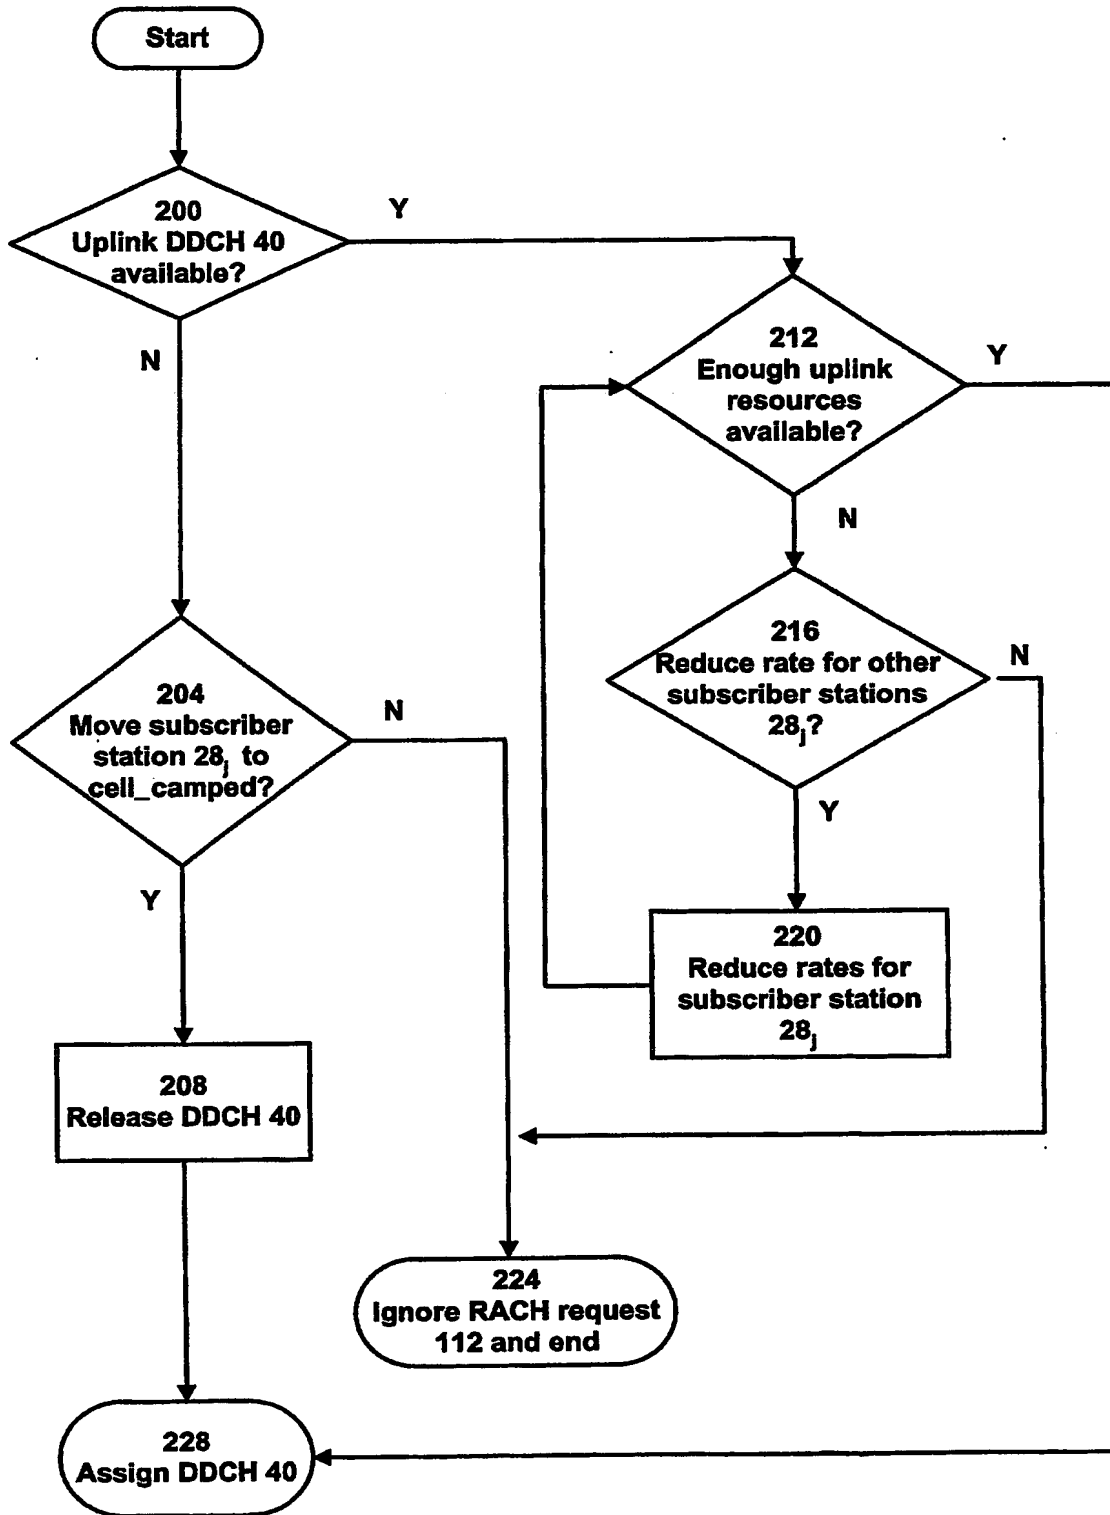 Start
200
Uplink DDCH 40
available?
Y
N
212
Enough uplink
resources
available?
Y
N
216
Reduce rate for other
subscriber stations
28j?
N
Y
204
Move subscriber
station 28j to
cell_camped?
N
Y
220
Reduce rates for
subscriber station
28j
208
Release DDCH 40
224
Ignore RACH request
112 and end
228
Assign DDCH 40